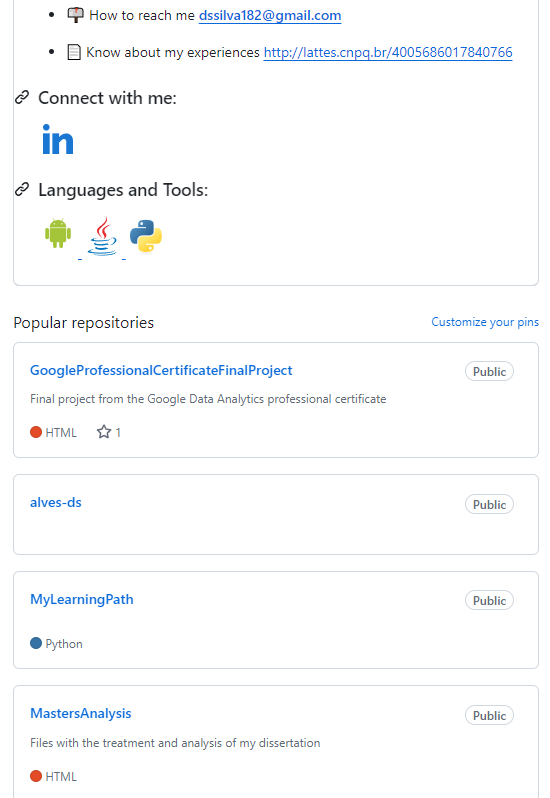 How to reach me dssilva182@gmail.com
Know about my experiences http://lattes.cnpq.br/4005686017840766
Connect with me:
in
Languages and Tools:
Popular repositories
Customize your pins
GoogleProfessionalCertificateFinalProject
Public
Final project from the Google Data Analytics professional certificate
HTML 1
alves-ds
Public
MyLearningPath
Public
Python
MastersAnalysis
Public
Files with the treatment and analysis of my dissertation
HTML